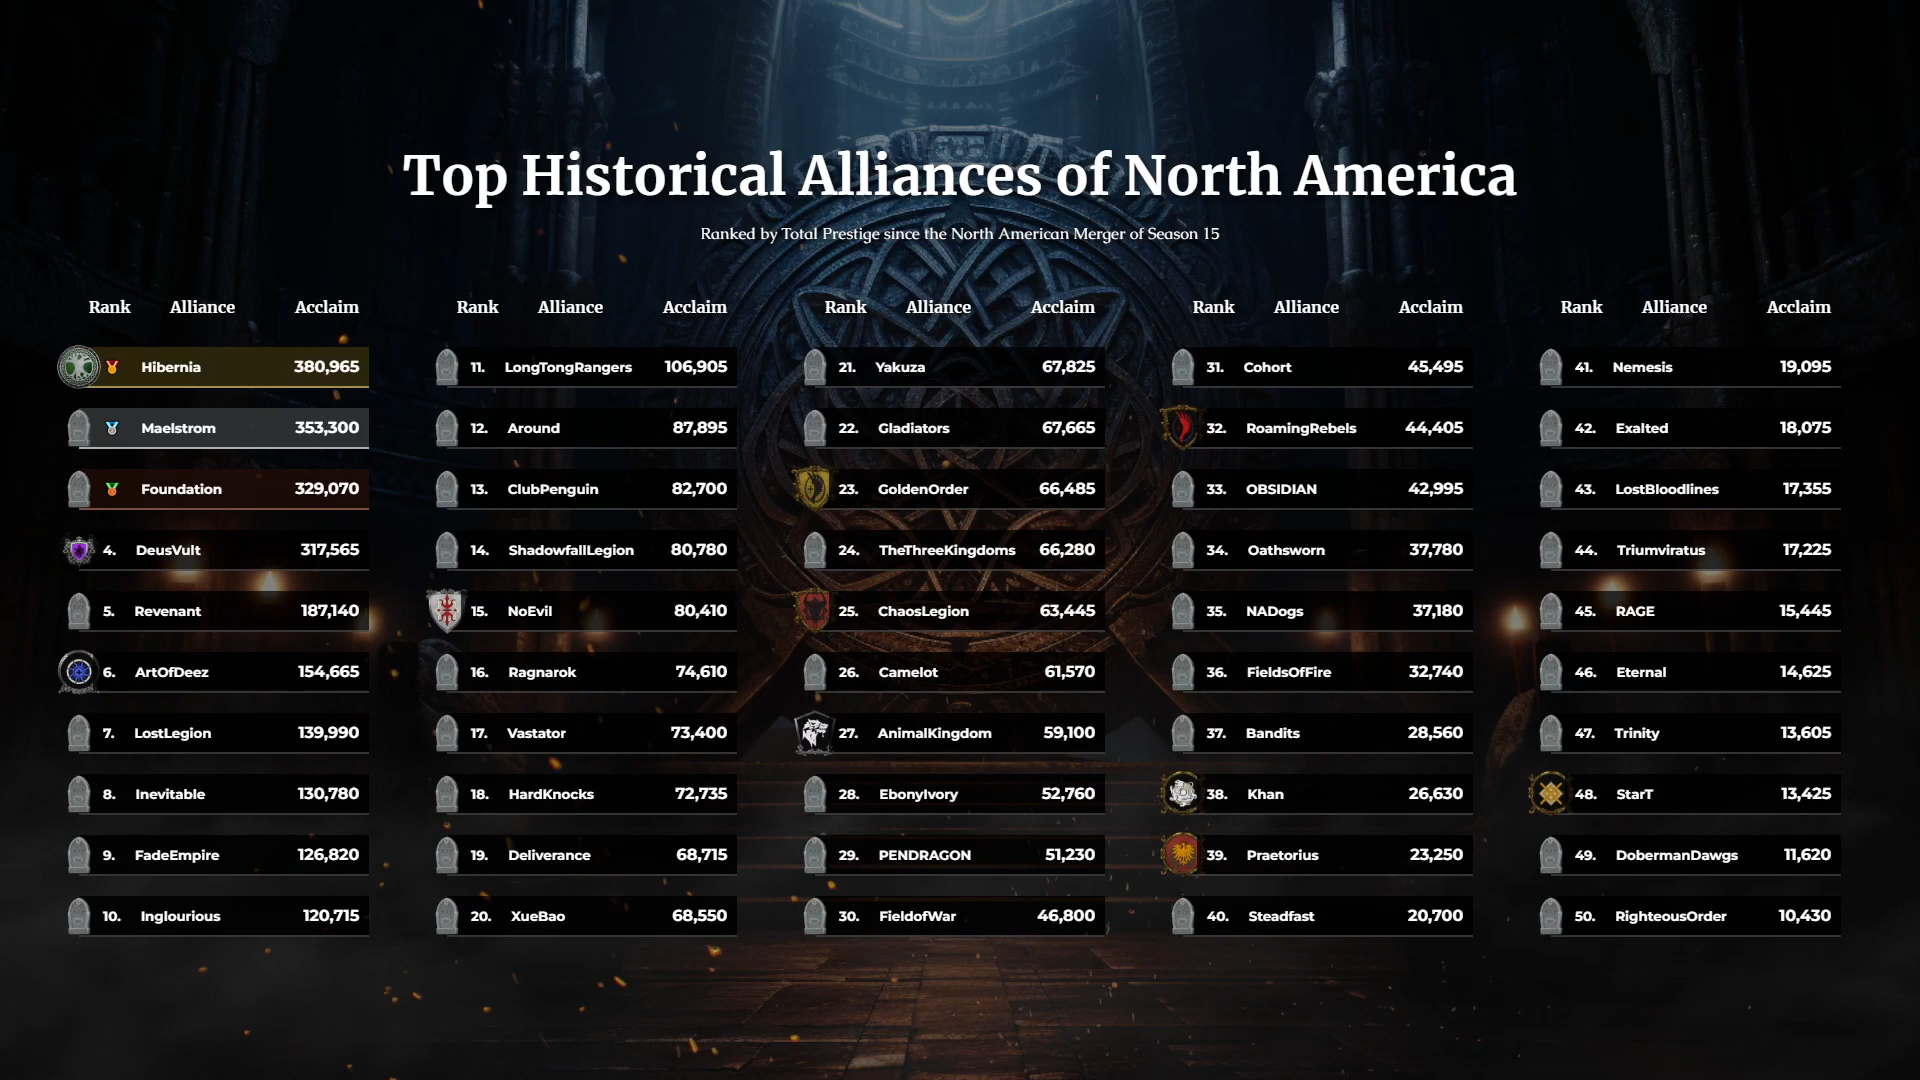 Top Historical Alliances of North America
Ranked by Total Prestige since the North American Merger of Season 15
Rank Alliance Acclaim
Hibernia 380,965
Maelstrom 353,300
Foundation 329,070
4. DeusVult 317,565
5. Revenant 187,140
6. ArtOfDeez 154,665
7. LostLegion 139,990
8. Inevitable 130,780
9. FadeEmpire 126,820
10. Inglourious 120,715
Rank Alliance Acclaim
11. LongTongRangers 106,905
12. Around 87,895
13. ClubPenguin 82,700
14. ShadowfallLegion 80,780
15. NoEvil 80,410
16. Ragnarok 74,610
17. Vastator 73,400
18. HardKnocks 72,735
19. Deliverance 68,715
20. XueBao 68,550
Rank Alliance Acclaim
21. Yakuza 67,825
22. Gladiators 67,665
23. GoldenOrder 66,485
24. TheThreeKingdoms 66,280
25. ChaosLegion 63,445
26. Camelot 61,570
27. AnimalKingdom 59,100
28. EbonyIvory 52,760
29. PENDRAGON 51,230
30. FieldofWar 46,800
Rank Alliance Acclaim
31. Cohort 45,495
32. RoamingRebels 44,405
33. OBSIDIAN 42,995
34. Oathsworn 37,780
35. NADogs 37,180
36. FieldsOfFire 32,740
37. Bandits 28,560
38. Khan 26,630
39. Praetorius 23,250
40. Steadfast 20,700
Rank Alliance Acclaim
41. Nemesis 19,095
42. Exalted 18,075
43. LostBloodlines 17,355
44. Triumviratus 17,225
45. RAGE 15,445
46. Eternal 14,625
47. Trinity 13,605
48. StarT 13,425
49. DobermanDawgs 11,620
50. RighteousOrder 10,430